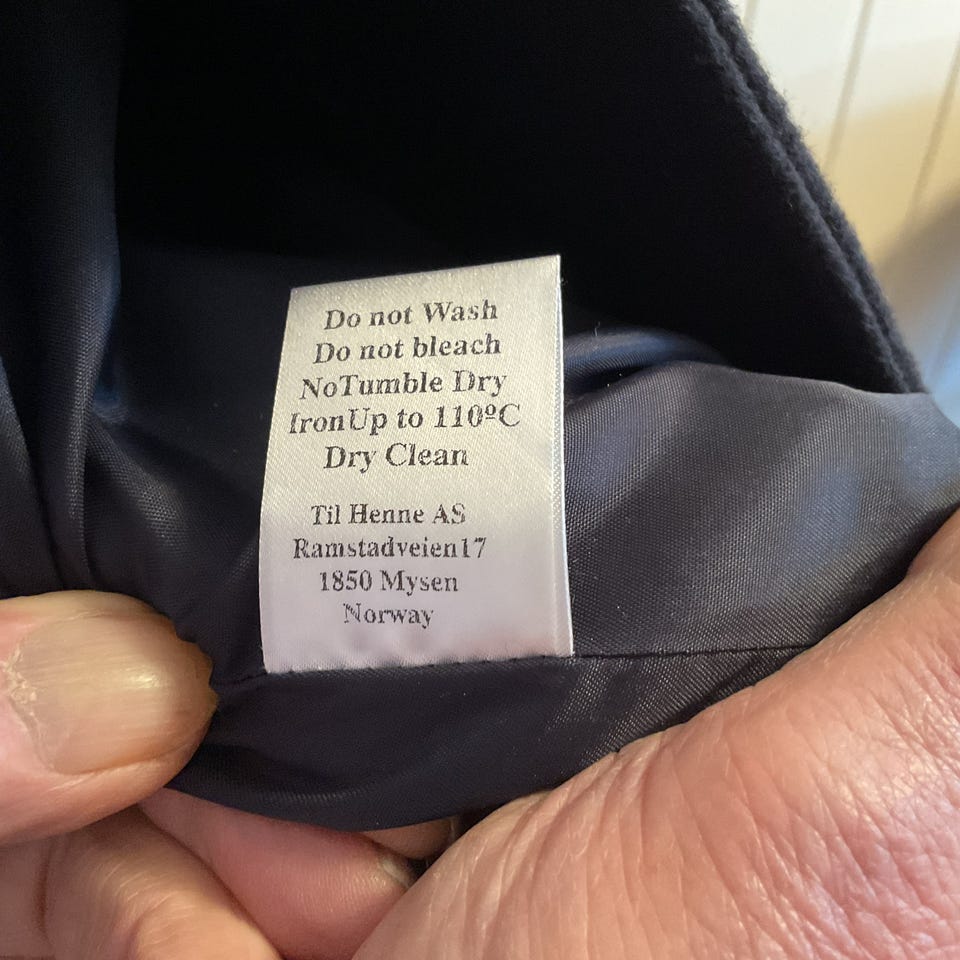 Do not Wash
Do not bleach
NoTumble Dry
IronUp to 110ºC
Dry Clean
Til Henne AS
Ramstadveien17
1850 Mysen
Norway